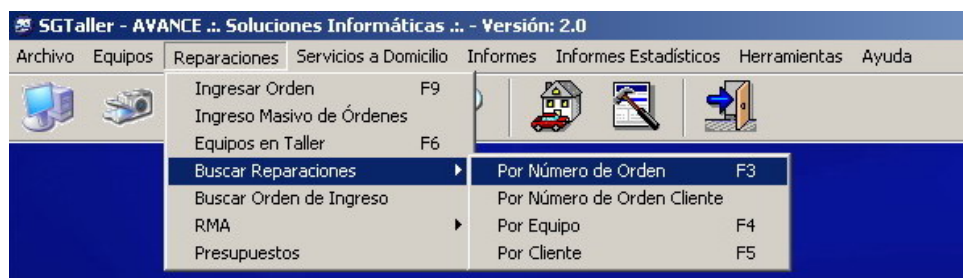 SGTaller - AVANCE .:. Soluciones Informáticas .:. - Versión: 2.0
Archivo Equipos Reparaciones Servicios a Domicilio Informes Informes Estadísticos Herramientas Ayuda
Ingresar Orden F9
Ingreso Masivo de Órdenes
Equipos en Taller F6
Buscar Reparaciones
Buscar Orden de Ingreso
RMA
Presupuestos
Por Número de Orden F3
Por Número de Orden Cliente
Por Equipo F4
Por Cliente F5